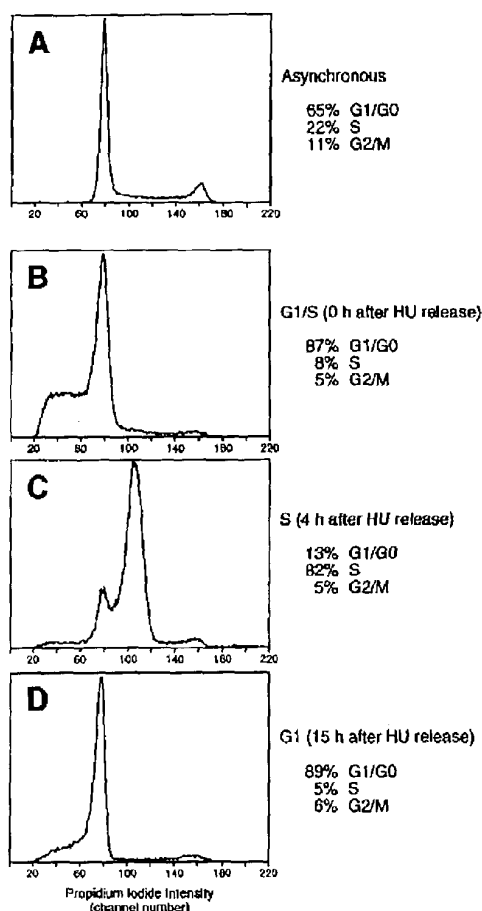 A
Asynchronous
65% G1/G0
22% S
11% G2/M
20 60 100 140 180 220
B
G1/S (0 h after HU release)
87% G1/G0
8% S
5% G2/M
20 60 100 140 180 220
C
S (4 h after HU release)
13% G1/G0
82% S
5% G2/M
20 60 100 140 180 220
D
G1 (15 h after HU release)
89% G1/G0
5% S
6% G2/M
20 60 100 140 180 220
Propidium Iodide Intensity
(channel number)